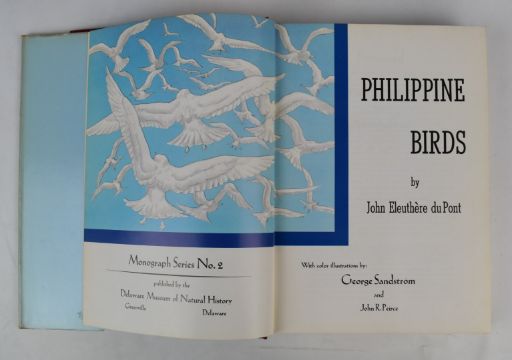 Monograph Series No. 2
published by the
Delaware Museum of Natural History
Greenville Delaware
PHILIPPINE
BIRDS
by
John Eleuthère du Pont
With color illustrations by:
George Sandström
and
John R. Peirce